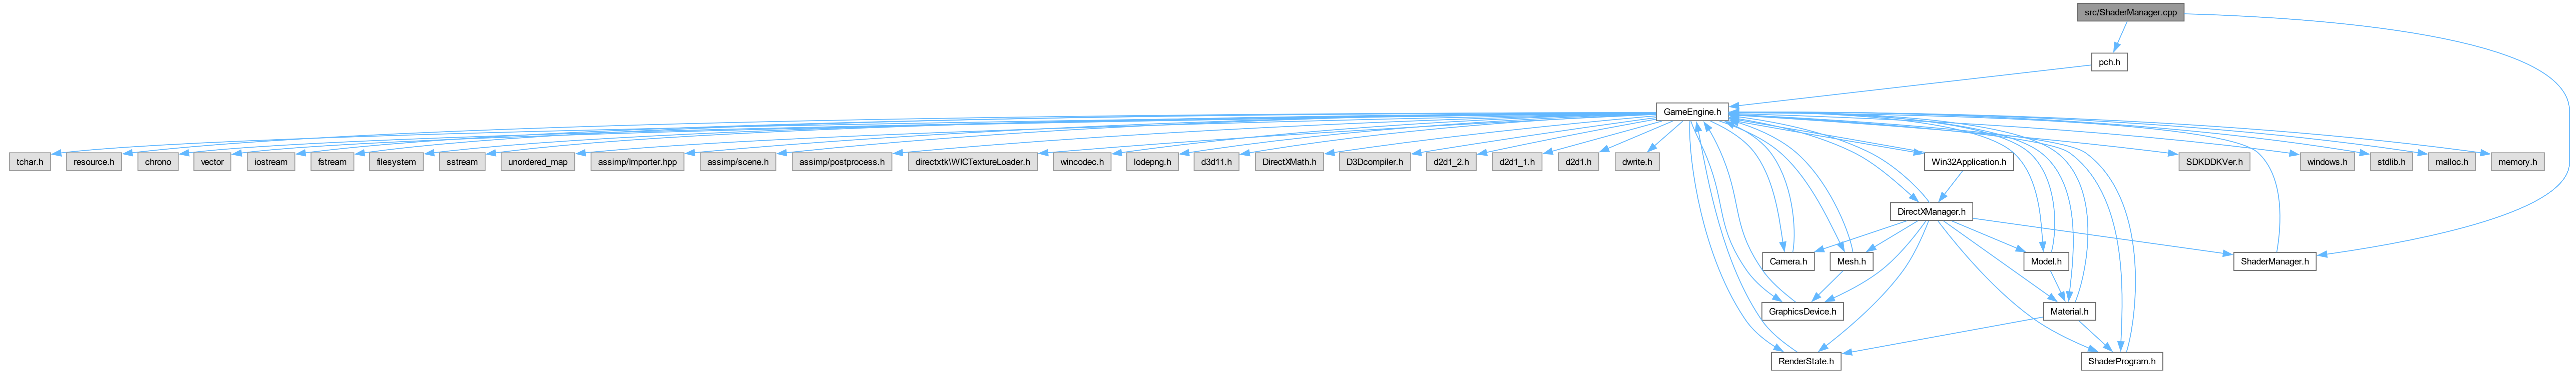 src/ShaderManager.cpp
pch.h
GameEngine.h
tchar.h
resource.h
chrono
vector
iostream
fstream
filesystem
sstream
unordered_map
assimp/Importer.hpp
assimp/scene.h
assimp/postprocess.h
directxtk\WICTextureLoader.h
wincodec.h
lodepng.h
d3d11.h
DirectXMath.h
D3Dcompiler.h
d2d1_2.h
d2d1_1.h
d2d1.h
dwrite.h
Win32Application.h
SDKDDKVer.h
windows.h
stdlib.h
malloc.h
memory.h
DirectXManager.h
Camera.h
Mesh.h
Model.h
ShaderManager.h
GraphicsDevice.h
Material.h
RenderState.h
ShaderProgram.h